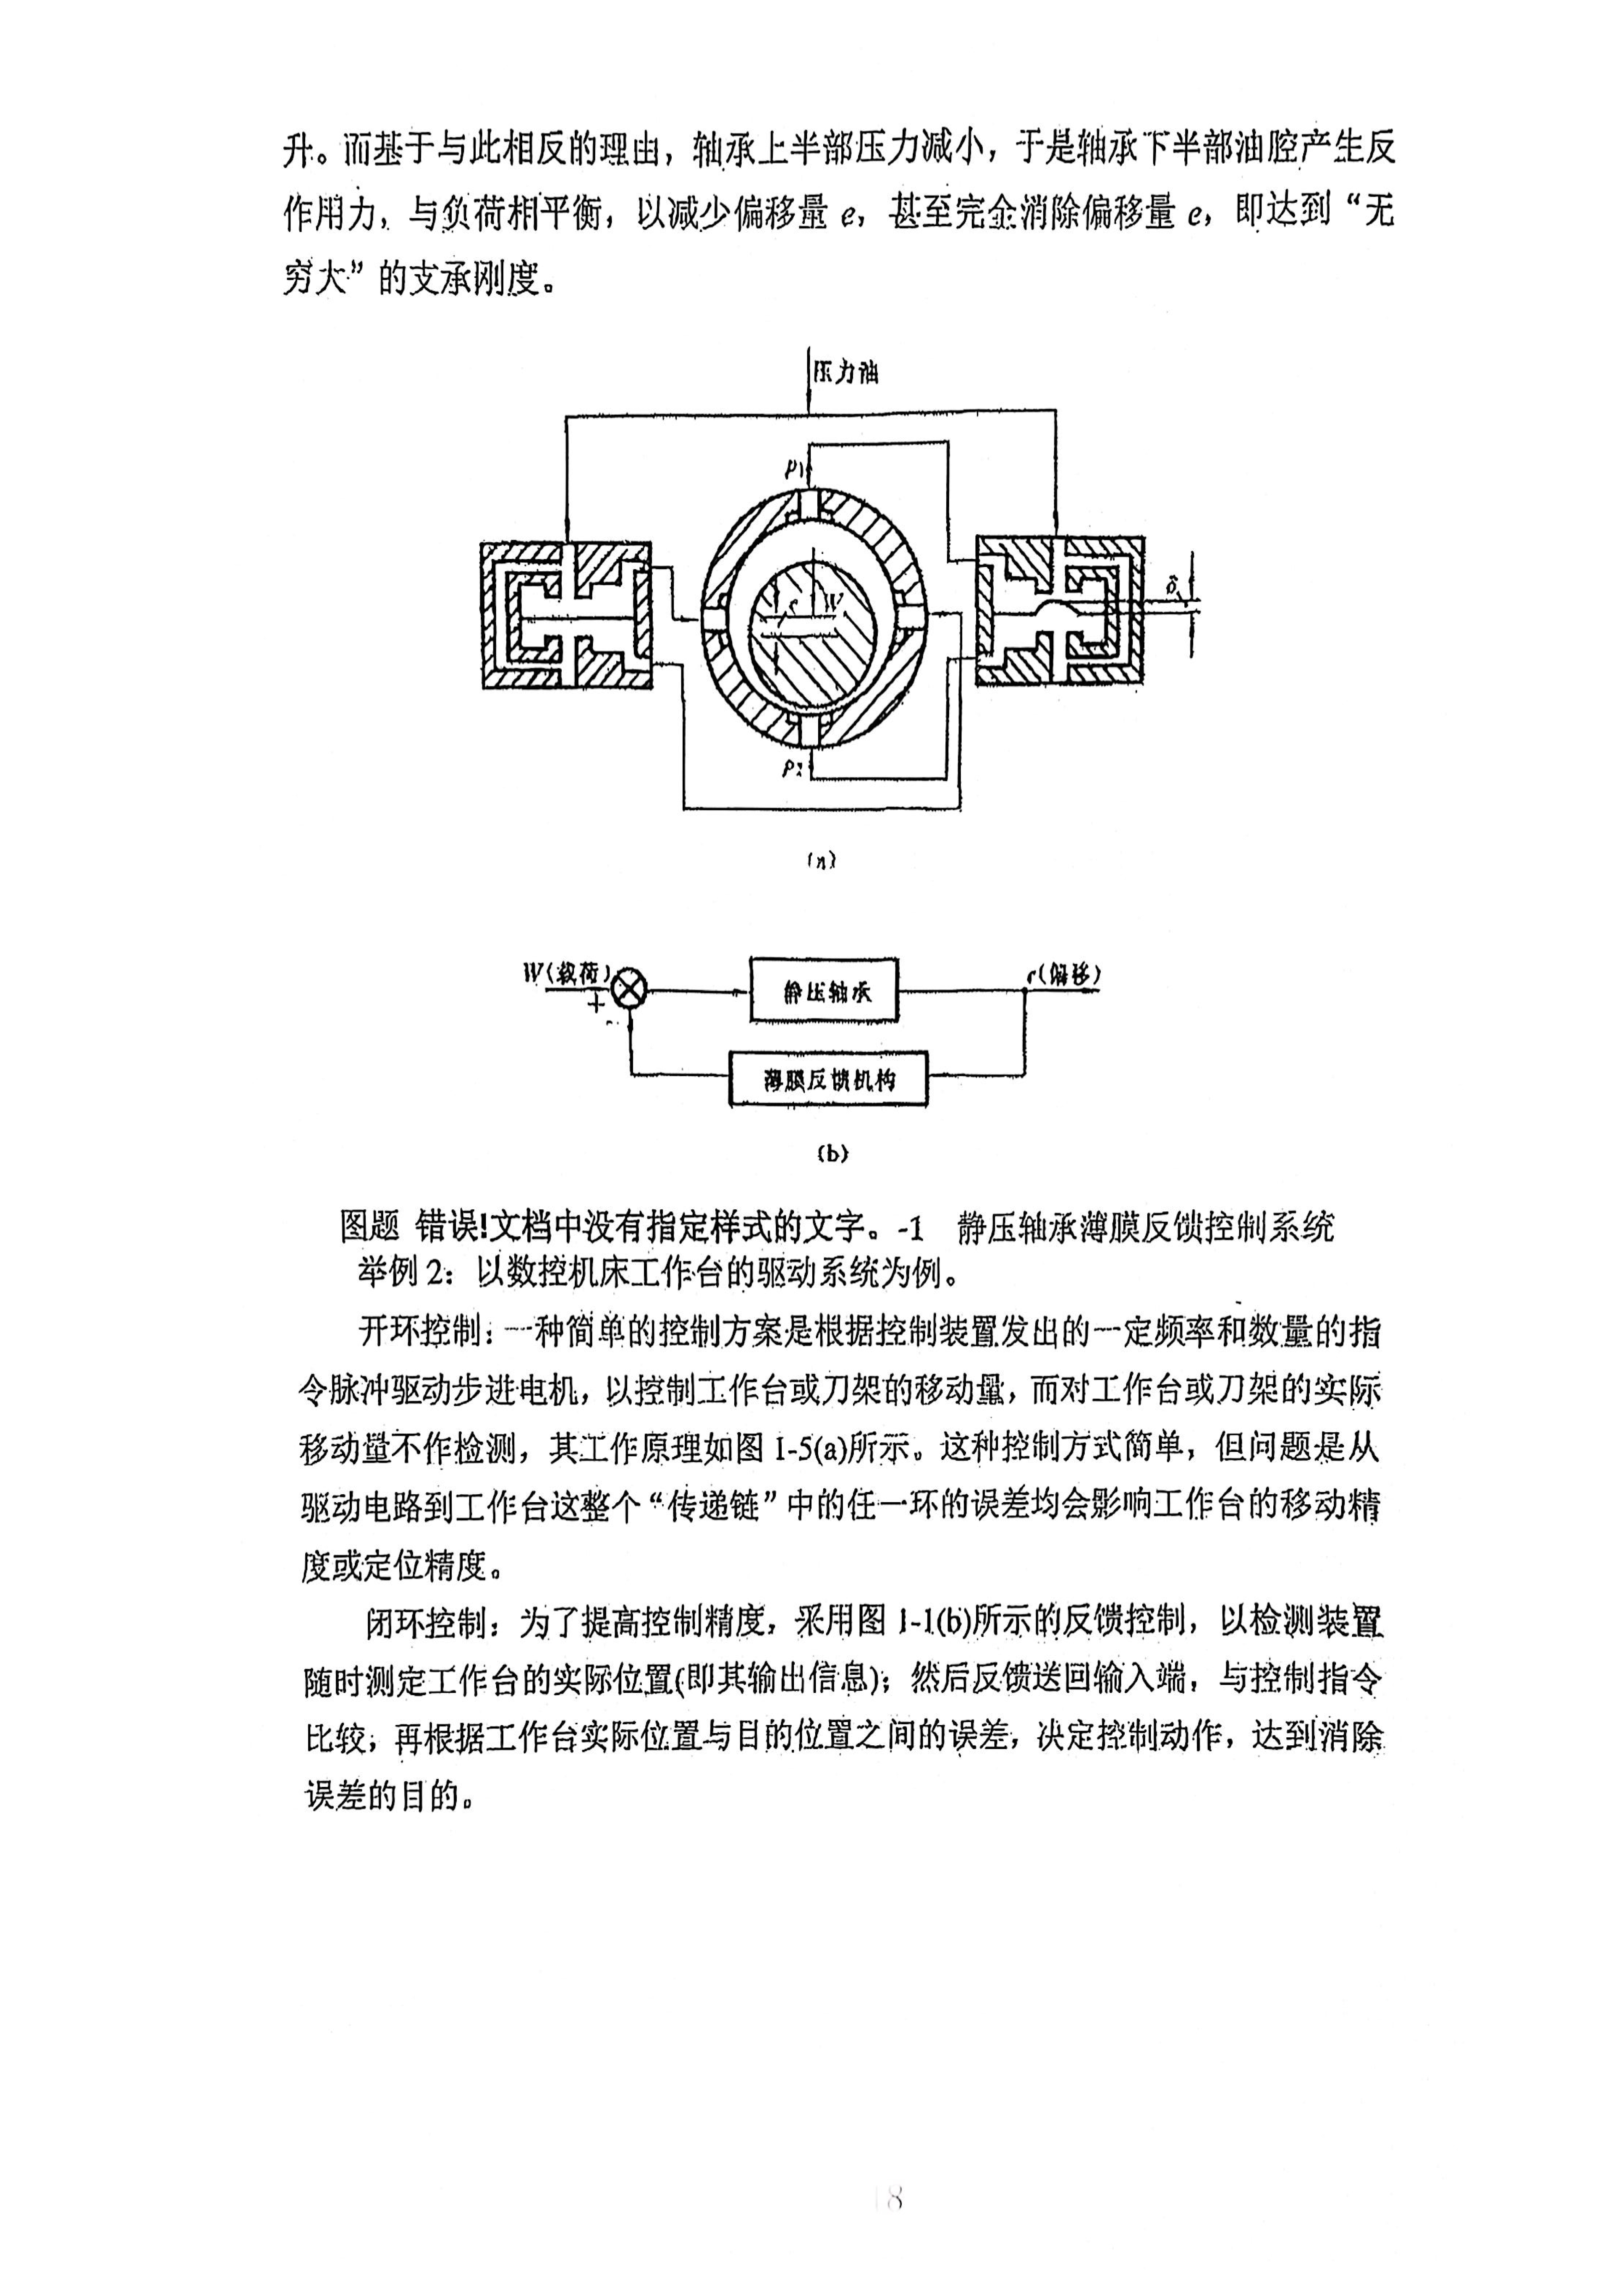 升。而基于与此相反的理由，轴承上半部压力减小，于是轴承下半部油腔产生反
作用力，与负荷相平衡，以减少偏移量 e，甚至完全消除偏移量 e，即达到“无
穷大”的支承刚度。
压力油
p1
δ
e
W
p2
(a)
W(载荷)
+
-
静压轴承
e(偏移)
薄膜反馈机构
(b)
图题 错误!文档中没有指定样式的文字。-1 静压轴承薄膜反馈控制系统
举例 2：以数控机床工作台的驱动系统为例。
开环控制：一种简单的控制方案是根据控制装置发出的一定频率和数量的指
令脉冲驱动步进电机，以控制工作台或刀架的移动量，而对工作台或刀架的实际
移动量不作检测，其工作原理如图 1-5(a)所示。这种控制方式简单，但问题是从
驱动电路到工作台这整个“传递链”中的任一环的误差均会影响工作台的移动精
度或定位精度。
闭环控制：为了提高控制精度，采用图 1-1(b)所示的反馈控制，以检测装置
随时测定工作台的实际位置(即其输出信息)；然后反馈送回输入端，与控制指令
比较；再根据工作台实际位置与目的位置之间的误差，决定控制动作，达到消除
误差的目的。
18